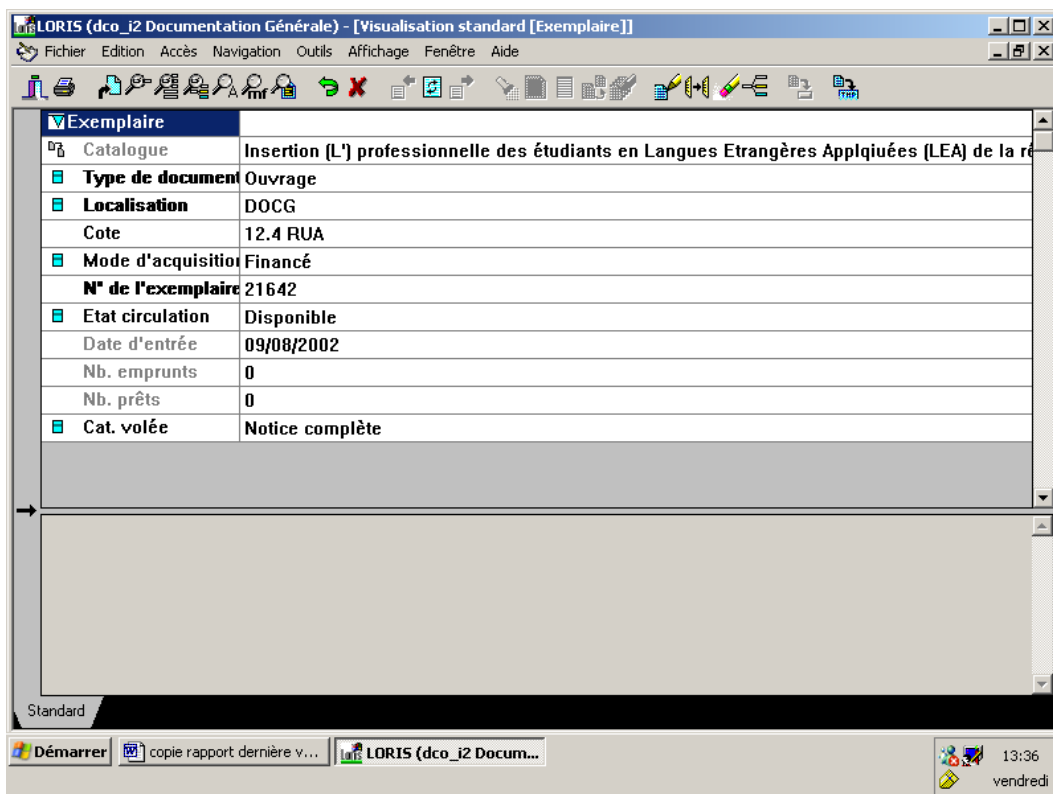 LORIS (dco_i2 Documentation Générale) - [Visualisation standard [Exemplaire]]
Fichier Edition Accès Navigation Outils Affichage Fenêtre Aide
Exemplaire
Catalogue Insertion (L') professionnelle des étudiants en Langues Etrangères Applqiuées (LEA) de la ré
Type de document Ouvrage
Localisation DOCG
Cote 12.4 RUA
Mode d'acquisition Financé
N° de l'exemplaire 21642
Etat circulation Disponible
Date d'entrée 09/08/2002
Nb. emprunts 0
Nb. prêts 0
Cat. volée Notice complète
Standard
Démarrer copie rapport dernière v... LORIS (dco_i2 Docum... 13:36
vendredi